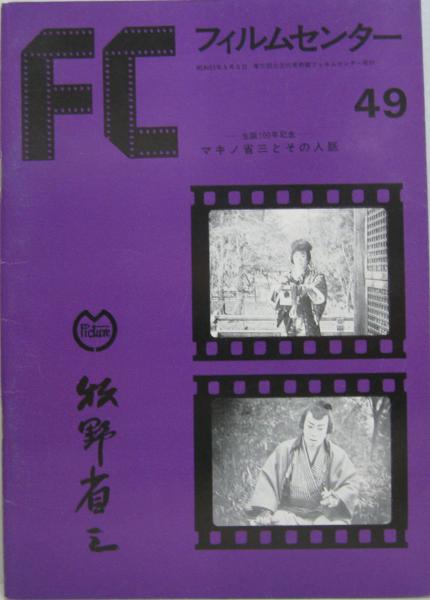 FC
フィルムセンター
49
生誕100年記念
マキノ省三とその人脈
M
Picture
牧野省三